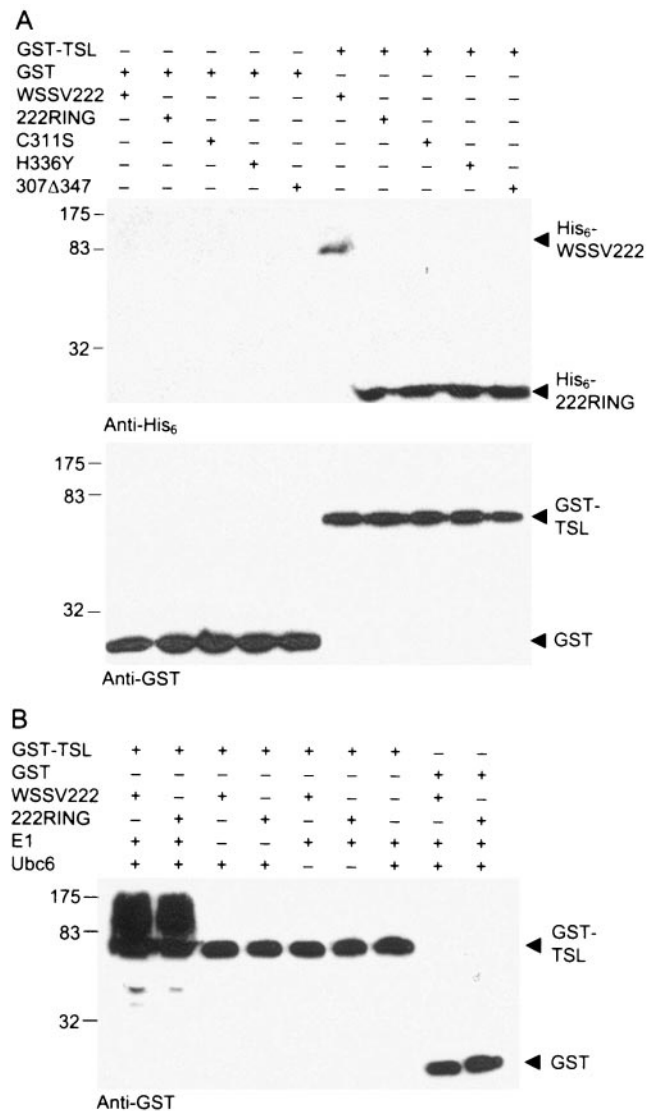 A
GST-TSL – – – – – + + + + +
GST + + + + + – – – – –
WSSV222 + – – – – + – – – –
222RING – + – – – – + – – –
C311S – – + – – – – + – –
H336Y – – – + – – – – + –
307Δ347 – – – – + – – – – +
175
83
32
His₆-
WSSV222
His₆-
222RING
Anti-His₆
175
83
32
GST-
TSL
GST
Anti-GST
B
GST-TSL + + + + + + + – –
GST – – – – – – – + +
WSSV222 + – + – + – – + –
222RING – + – + – + – – +
E1 + + – – + + + + +
Ubc6 + + + + – – + + +
175
83
32
GST-
TSL
GST
Anti-GST